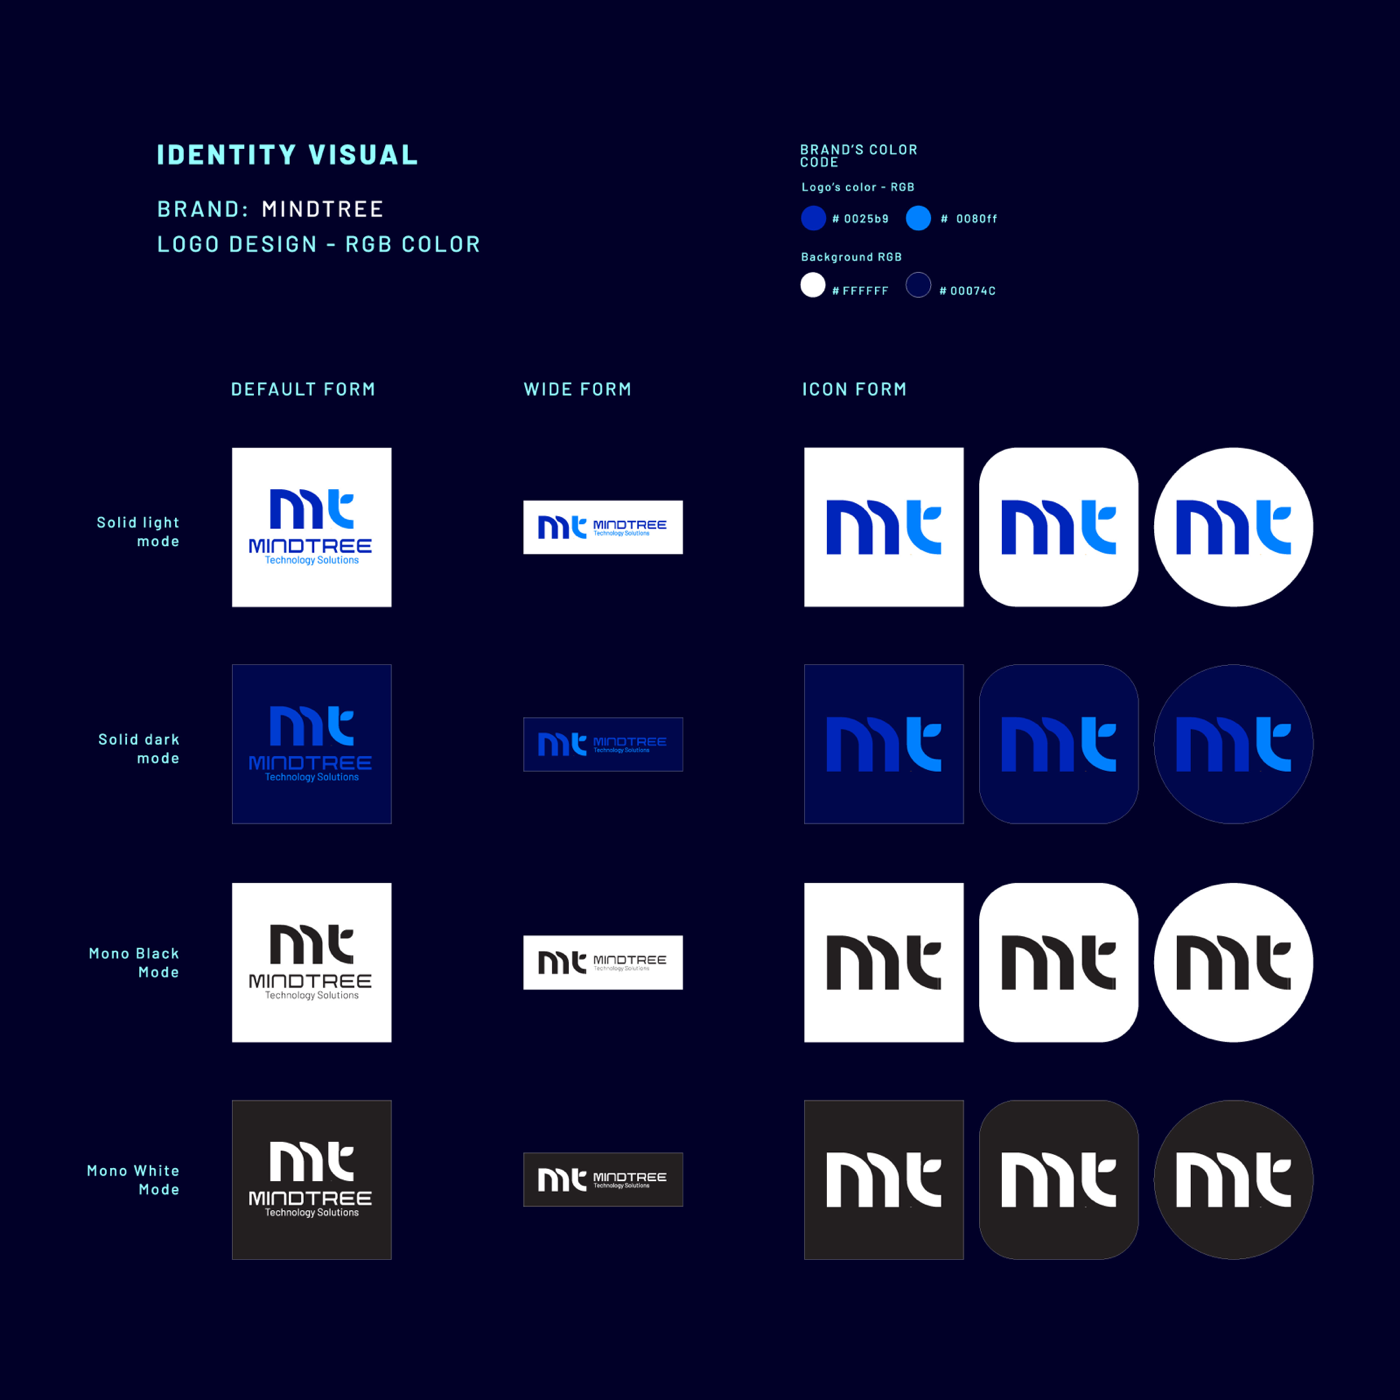 IDENTITY VISUAL
BRAND: MINDTREE
LOGO DESIGN - RGB COLOR
BRAND'S COLOR
CODE
Logo's color - RGB
# 0025b9 # 0080ff
Background RGB
# FFFFFF # 00074C
DEFAULT FORM WIDE FORM ICON FORM
Solid light
mode
mt
MINDTREE
Technology Solutions
mt MINDTREE
Technology Solutions
mt mt mt
Solid dark
mode
mt
MINDTREE
Technology Solutions
mt MINDTREE
Technology Solutions
mt mt mt
Mono Black
Mode
mt
MINDTREE
Technology Solutions
mt MINDTREE
Technology Solutions
mt mt mt
Mono White
Mode
mt
MINDTREE
Technology Solutions
mt MINDTREE
Technology Solutions
mt mt mt